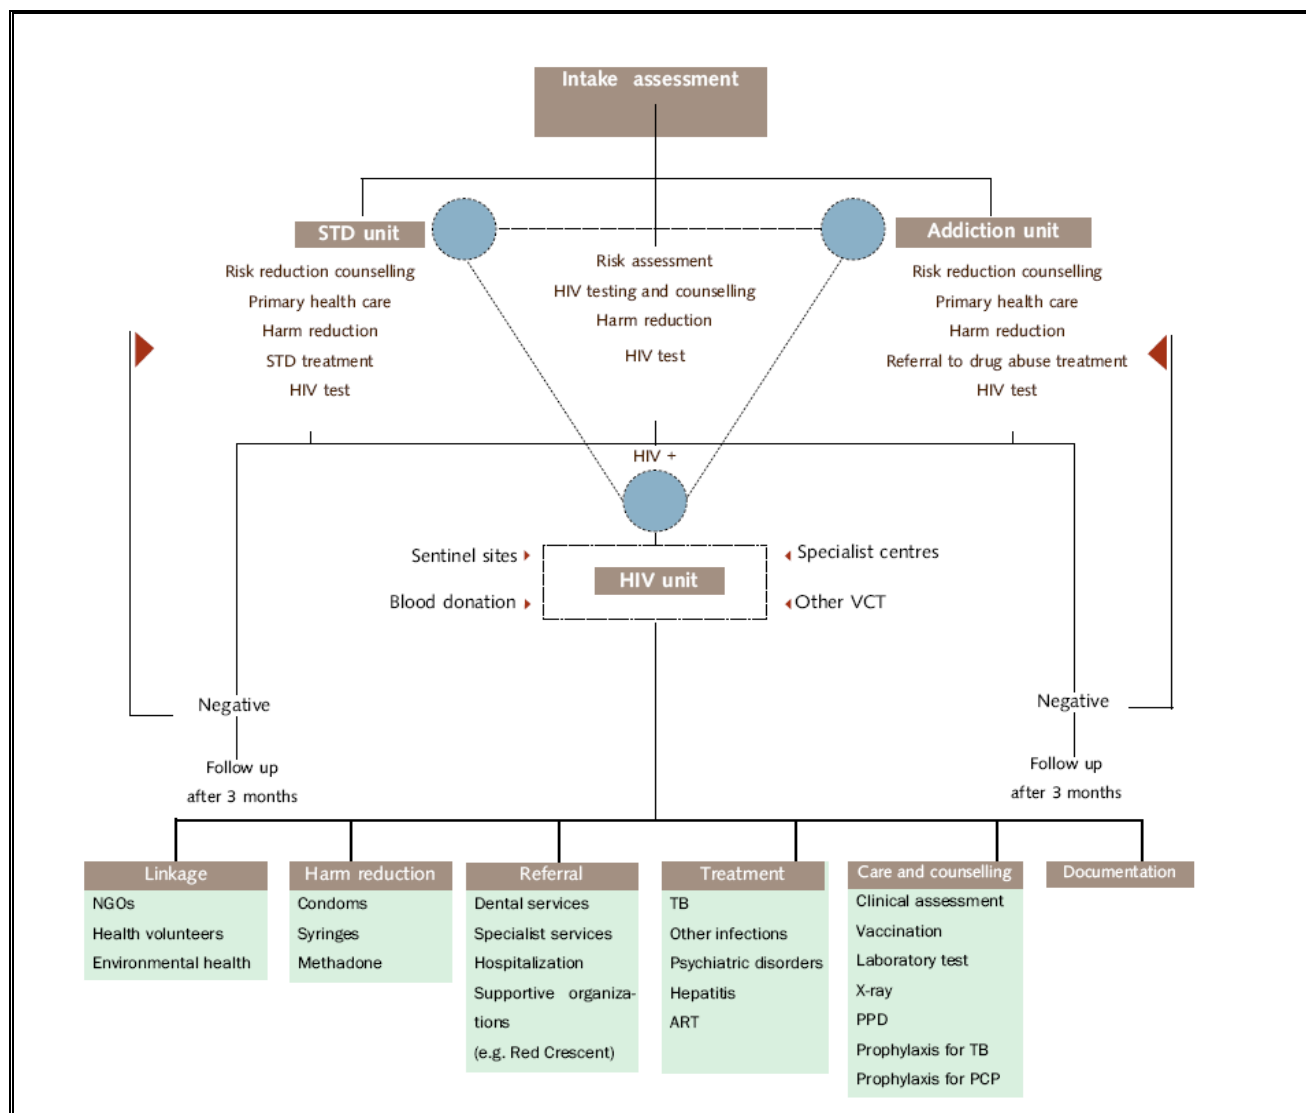 Intake assessment
STD unit
Risk reduction counselling
Primary health care
Harm reduction
STD treatment
HIV test
Risk assessment
HIV testing and counselling
Harm reduction
HIV test
Addiction unit
Risk reduction counselling
Primary health care
Harm reduction
Referral to drug abuse treatment
HIV test
HIV +
Sentinel sites
Blood donation
HIV unit
Specialist centres
Other VCT
Negative
Follow up
after 3 months
Negative
Follow up
after 3 months
Linkage
NGOs
Health volunteers
Environmental health
Harm reduction
Condoms
Syringes
Methadone
Referral
Dental services
Specialist services
Hospitalization
Supportive organiza-
tions
(e.g. Red Crescent)
Treatment
TB
Other infections
Psychiatric disorders
Hepatitis
ART
Care and counselling
Clinical assessment
Vaccination
Laboratory test
X-ray
PPD
Prophylaxis for TB
Prophylaxis for PCP
Documentation